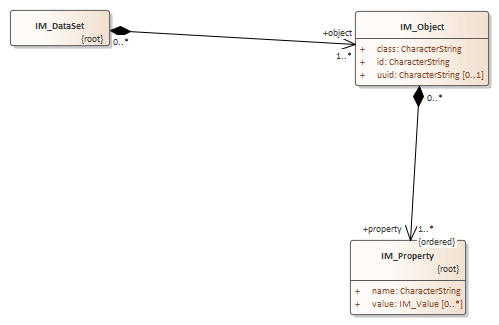 IM_DataSet
{root}
0..*
+object
1..*
IM_Object
+ class: CharacterString
+ id: CharacterString
+ uuid: CharacterString [0..1]
0..*
+property
1..*
{ordered}
IM_Property
{root}
+ name: CharacterString
+ value: IM_Value [0..*]